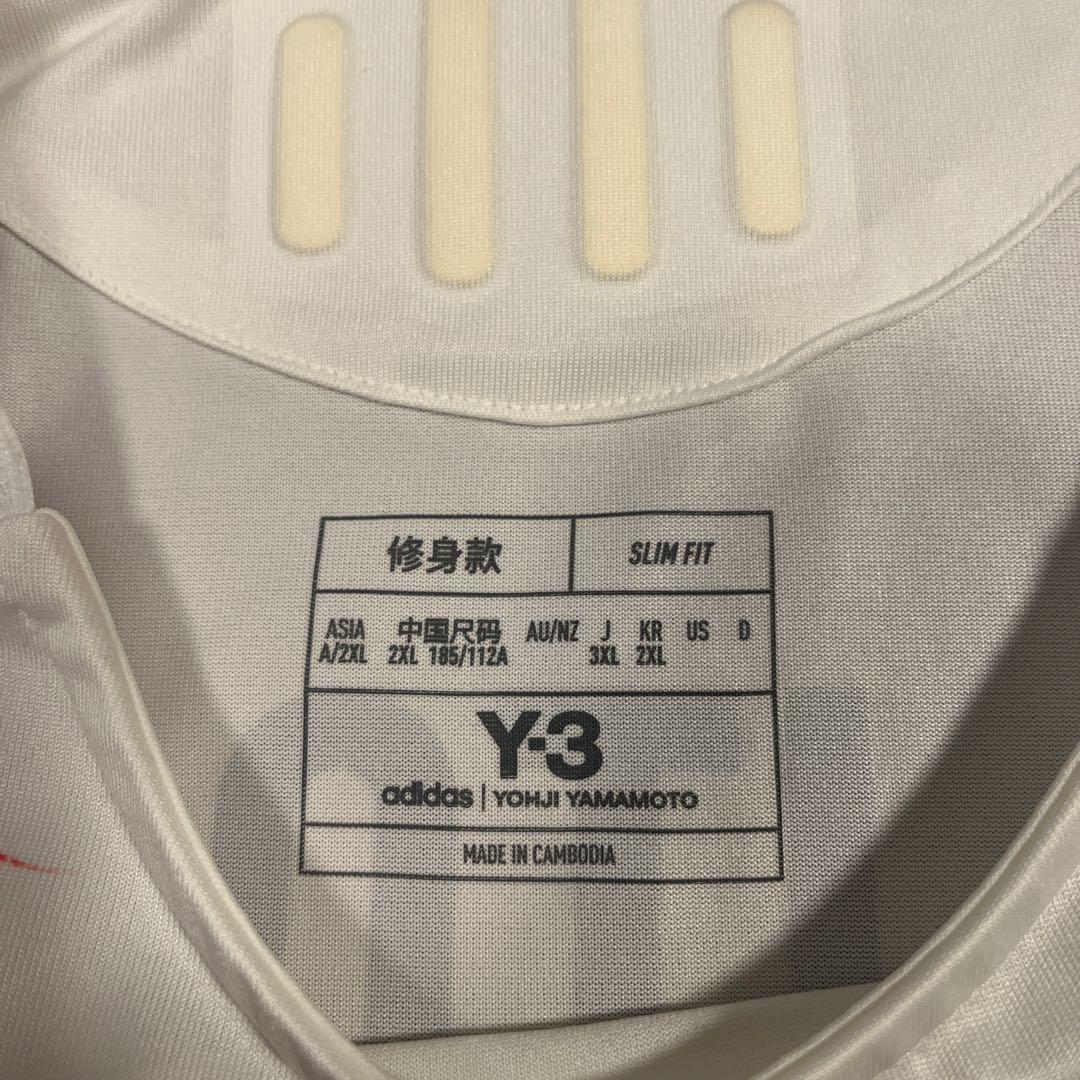 修身款 SLIM FIT
ASIA 中国尺码 AU/NZ J KR US D
A/2XL 2XL 185/112A 3XL 2XL
Y-3
adidas | YOHJI YAMAMOTO
MADE IN CAMBODIA